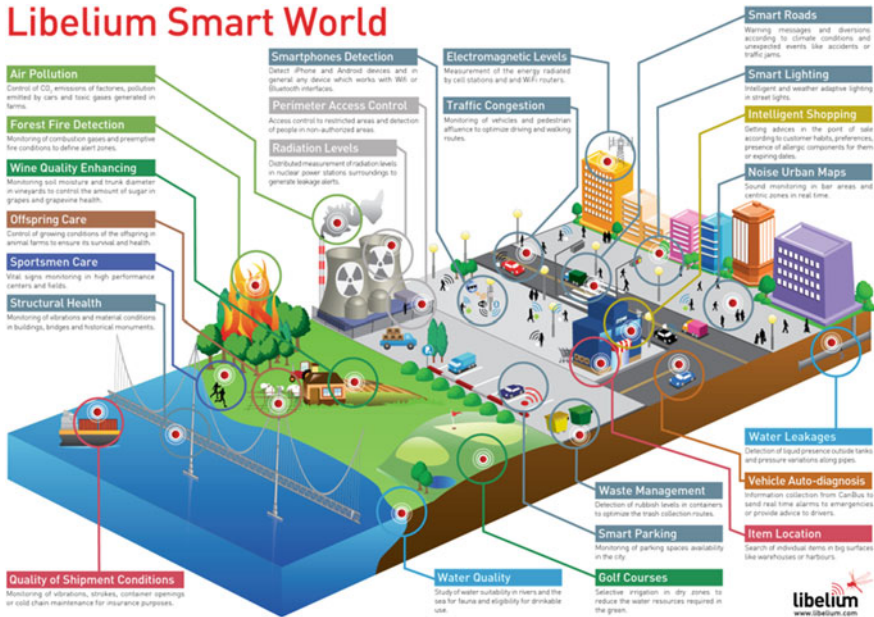 Libelium Smart World
Air Pollution
Control of CO₂ emissions of factories, pollution
emitted by cars and toxic gases generated in
farms.
Forest Fire Detection
Monitoring of combustion gases and preemptive
fire conditions to define alert zones.
Wine Quality Enhancing
Monitoring soil moisture and trunk diameter
in vineyards to control the amount of sugar in
grapes and grapevine health.
Offspring Care
Control of growing conditions of the offspring in
animal farms to ensure its survival and health.
Sportsmen Care
Vital signs monitoring in high performance
centers and fields.
Structural Health
Monitoring of vibrations and material conditions
in buildings, bridges and historical monuments.
Quality of Shipment Conditions
Monitoring of vibrations, strokes, container openings
or cold chain maintenance for insurance purposes.
Smartphones Detection
Detect iPhone and Android devices and in
general any device which works with Wifi or
Bluetooth interfaces.
Perimeter Access Control
Access control to restricted areas and detection
of people in non-authorized areas.
Radiation Levels
Distributed measurement of radiation levels
in nuclear power stations surroundings to
generate leakage alerts.
Electromagnetic Levels
Measurement of the energy radiated
by cell stations and and WiFi routers.
Traffic Congestion
Monitoring of vehicles and pedestrian
affluence to optimize driving and walking
routes.
Smart Roads
Warning messages and diversions
according to climate conditions and
unexpected events like accidents or
traffic jams.
Smart Lighting
Intelligent and weather adaptive lighting
in street lights.
Intelligent Shopping
Getting advices in the point of sale
according to customer habits, preferences,
presence of allergic components for them
or expiring dates.
Noise Urban Maps
Sound monitoring in bar areas and
centric zones in real time.
Water Leakages
Detection of liquid presence outside tanks
and pressure variations along pipes.
Vehicle Auto-diagnosis
Information collection from CanBus to
send real time alarms to emergencies
or provide advice to drivers.
Item Location
Search of individual items in big surfaces
like warehouses or harbours.
Waste Management
Detection of rubbish levels in containers
to optimize the trash collection routes.
Smart Parking
Monitoring of parking spaces availability
in the city.
Golf Courses
Selective irrigation in dry zones to
reduce the water resources required in
the green.
Water Quality
Study of water suitability in rivers and the
sea for fauna and eligibility for drinkable
use.
libelium
www.libelium.com